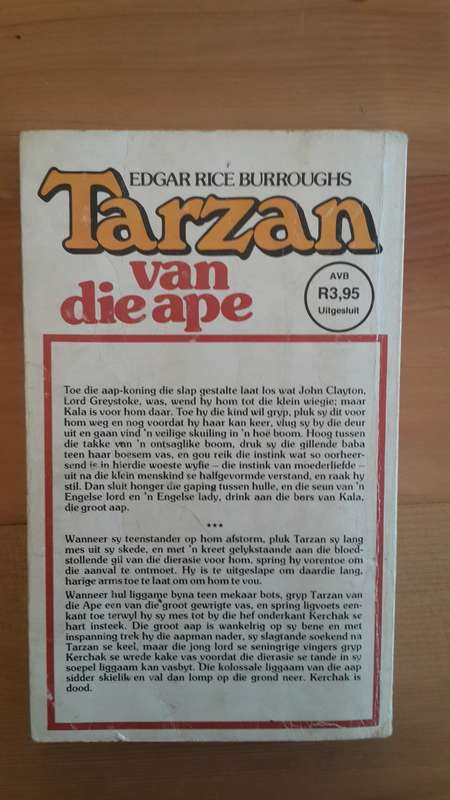 EDGAR RICE BURROUGHS
Tarzan
van
die ape
AVB
R3,95
Uitgesluit
Toe die aap-koning die slap gestalte laat los wat John Clayton,
Lord Greystoke, was, wend hy hom tot die klein wiegie; maar
Kala is voor hom daar. Toe hy die kind wil gryp, pluk sy dit voor
hom weg en nog voordat hy haar kan keer, vlug sy by die deur
uit en gaan vind 'n veilige skuiling in 'n hoë boom. Hoog tussen
die takke van 'n ontsaglike boom, druk sy die gillende baba
teen haar boesem vas, en gou reik die instink wat so oorheer-
send is in hierdie woeste wyfie – die instink van moederliefde –
uit na die klein menskind se halfgevormde verstand, en raak hy
stil. Dan sluit honger die gaping tussen hulle, en die seun van 'n
Engelse lord en 'n Engelse lady, drink aan die bors van Kala,
die groot aap.
***
Wanneer sy teenstander op hom afstorm, pluk Tarzan sy lang
mes uit sy skede, en met 'n kreet gelykstaande aan die bloed-
stollende gil van die dierasie voor hom, spring hy vorentoe om
die aanval te ontmoet. Hy is te uitgeslape om daardie lang,
harige arms toe te laat om om hom te vou.
Wanneer hul liggame byna teen mekaar bots, gryp Tarzan van
die Ape een van die groot gewrigte vas, en spring ligvoets een-
kant toe terwyl hy sy mes tot by die hef onderkant Kerchak se
hart insteek. Die groot aap is wankelrig op sy bene en met
inspanning trek hy die aapman nader, sy slagtande soekend na
Tarzan se keel, maar die jong lord se seningrige vingers gryp
Kerchak se wrede kake vas voordat die dierasie se tande in sy
soepel liggaam kan vasbyt. Die kolossale liggaam van die aap
sidder skielik en val dan lomp op die grond neer. Kerchak is
dood.